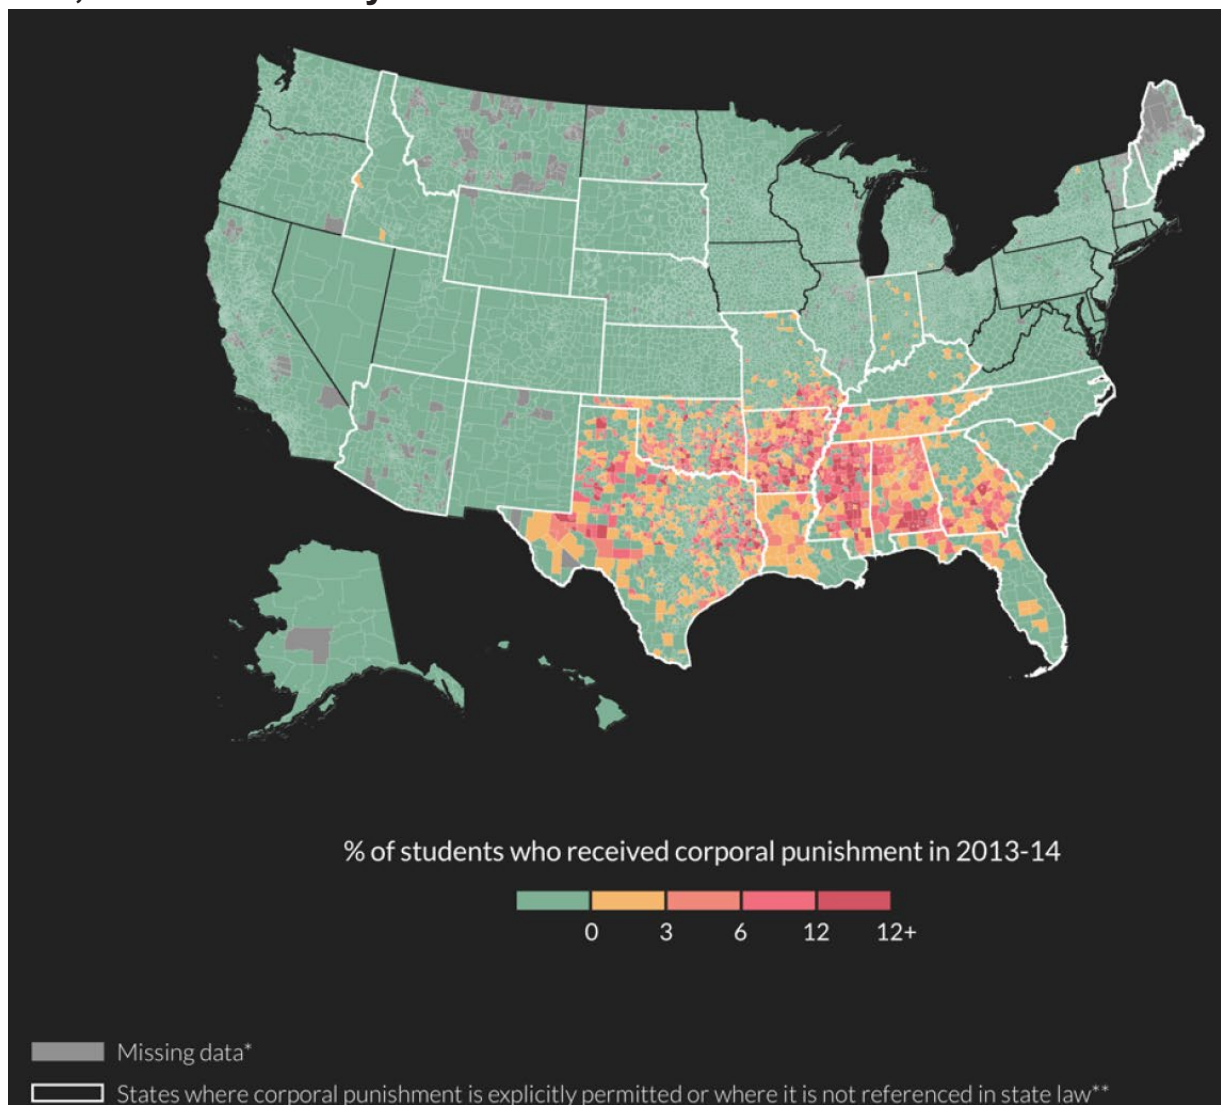 % of students who received corporal punishment in 2013-14
0 3 6 12 12+
Missing data*
States where corporal punishment is explicitly permitted or where it is not referenced in state law**